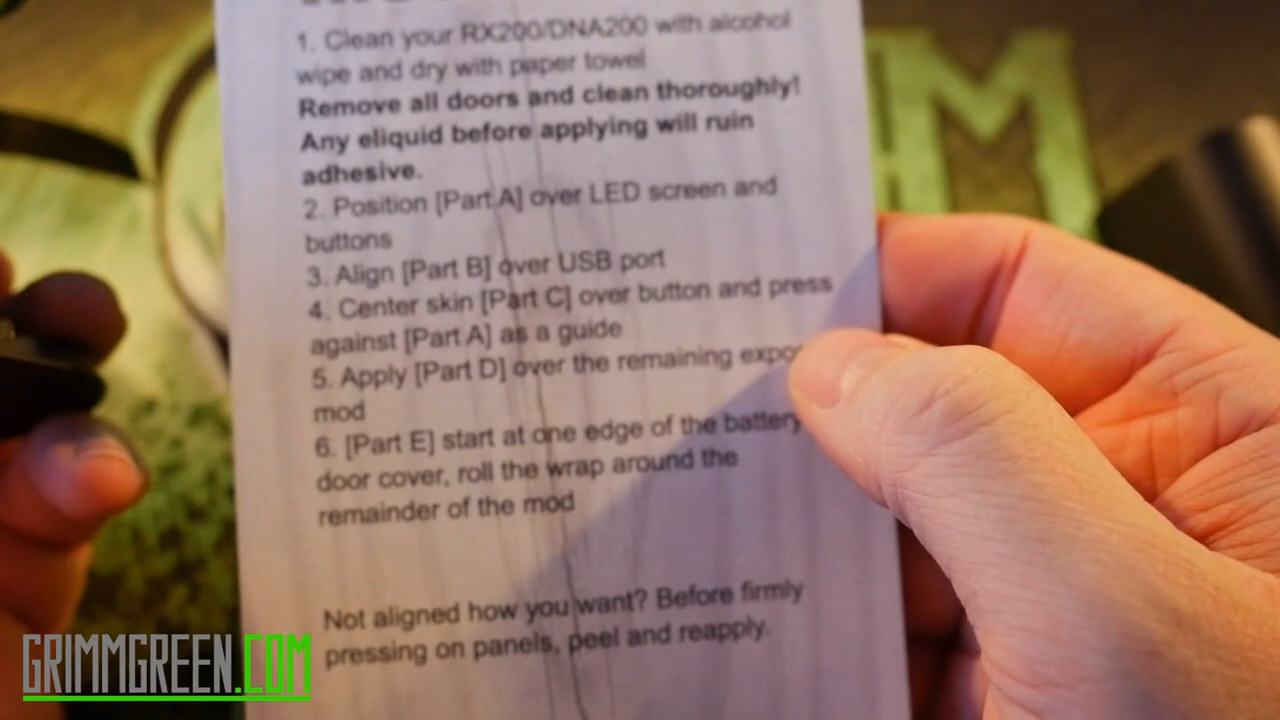 1. Clean your RX200/DNA200 with alcohol
wipe and dry with paper towel
Remove all doors and clean thoroughly!
Any eliquid before applying will ruin
adhesive.
2. Position [Part A] over LED screen and
buttons
3. Align [Part B] over USB port
4. Center skin [Part C] over button and press
against [Part A] as a guide
5. Apply [Part D] over the remaining expo
mod
6. [Part E] start at one edge of the battery
door cover, roll the wrap around the
remainder of the mod
Not aligned how you want? Before firmly
pressing on panels, peel and reapply.
GRIMMGREEN.COM